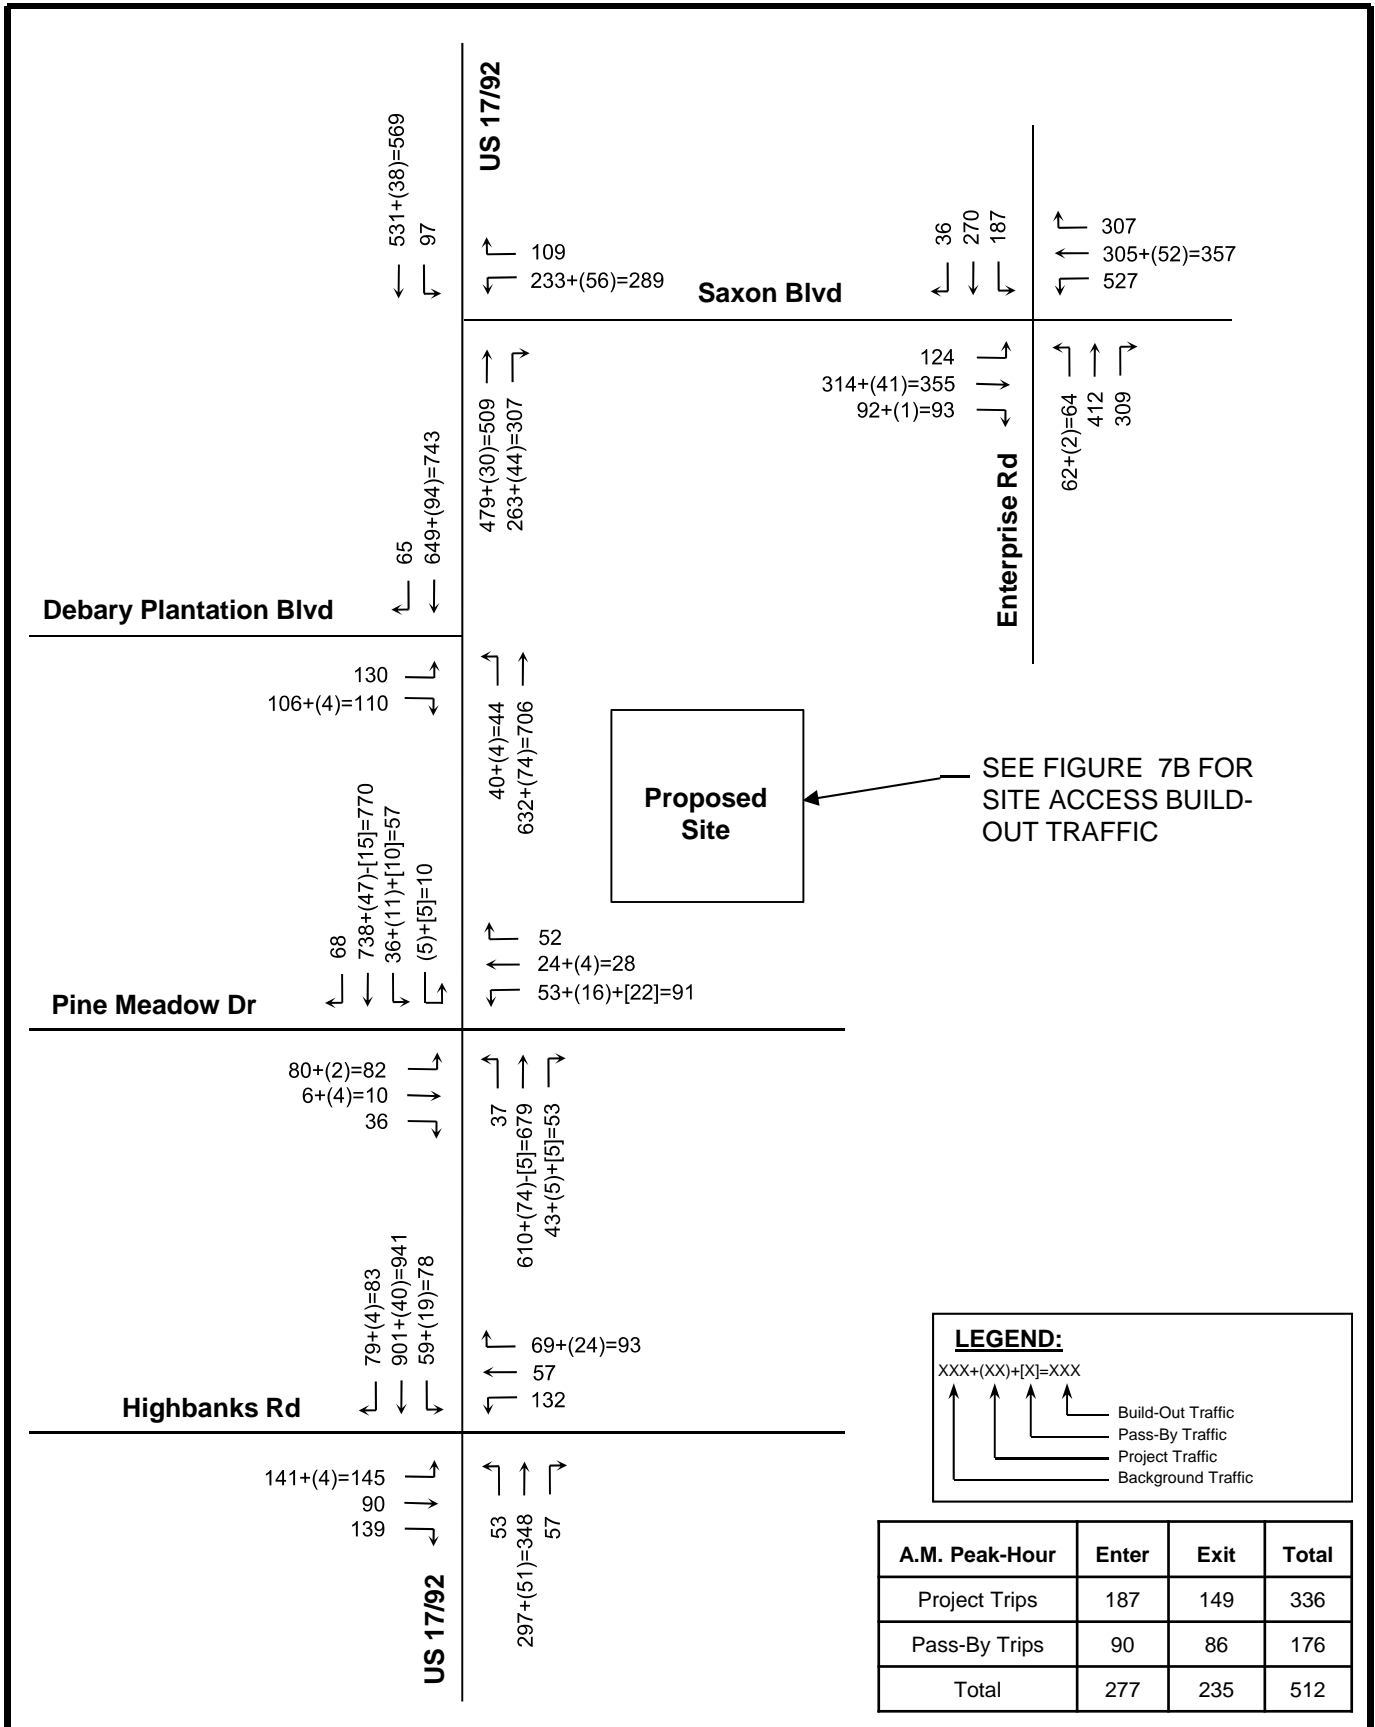 US 17/92
531+(38)=569
97
109
233+(56)=289
Saxon Blvd
36
270
187
307
305+(52)=357
527
124
314+(41)=355
92+(1)=93
62+(2)=64
412
309
Enterprise Rd
479+(30)=509
263+(44)=307
65
649+(94)=743
Debary Plantation Blvd
130
106+(4)=110
40+(4)=44
632+(74)=706
Proposed
Site
SEE FIGURE 7B FOR
SITE ACCESS BUILD-
OUT TRAFFIC
68
738+(47)-[15]=770
36+(11)+[10]=57
(5)+[5]=10
52
24+(4)=28
53+(16)+[22]=91
Pine Meadow Dr
80+(2)=82
6+(4)=10
36
37
610+(74)-[5]=679
43+(5)+[5]=53
79+(4)=83
901+(40)=941
59+(19)=78
69+(24)=93
57
132
Highbanks Rd
141+(4)=145
90
139
53
297+(51)=348
57
US 17/92
LEGEND:
XXX+(XX)+[X]=XXX
Build-Out Traffic
Pass-By Traffic
Project Traffic
Background Traffic
A.M. Peak-Hour Enter Exit Total
Project Trips 187 149 336
Pass-By Trips 90 86 176
Total 277 235 512